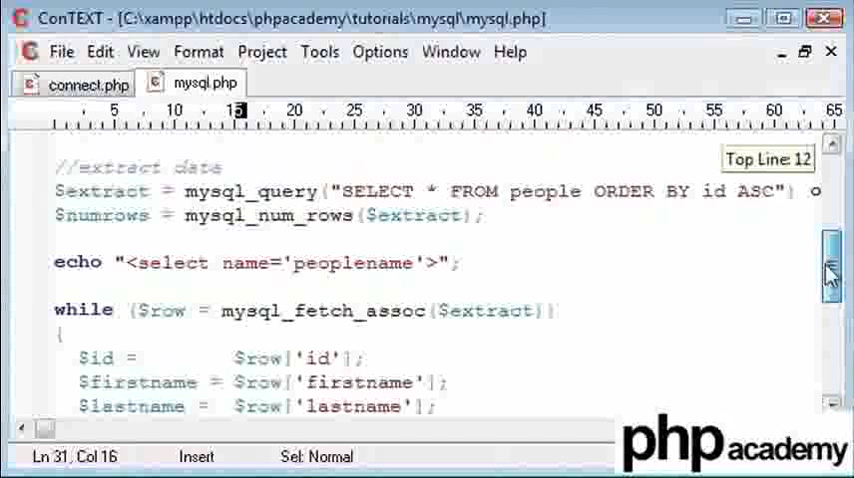 ConTEXT - [C:\xampp\htdocs\phpacademy\tutorials\mysql\mysql.php]
File Edit View Format Project Tools Options Window Help
connect.php mysql.php
5 10 15 20 25 30 35 40 45 50 55 60 65
//extract data
Top Line: 12
$extract = mysql_query("SELECT * FROM people ORDER BY id ASC") o
$numrows = mysql_num_rows($extract);
echo "<select name='peoplename'>";
while ($row = mysql_fetch_assoc($extract))
{
$id = $row['id'];
$firstname = $row['firstname'];
$lastname = $row['lastname'];
Ln 31, Col 16 Insert Sel: Normal
php academy